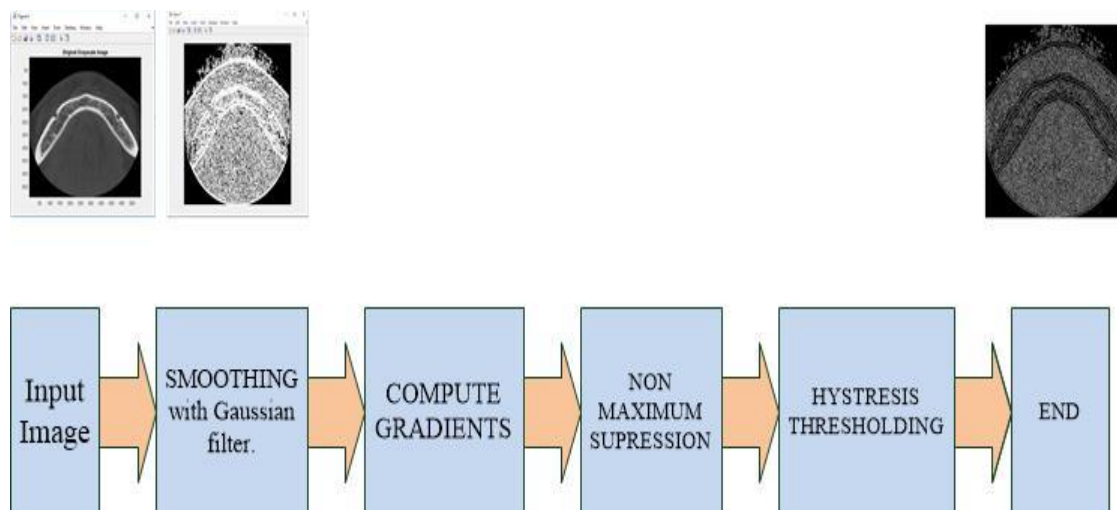 Original Grayscale Image
Input
Image
SMOOTHING
with Gaussian
filter.
COMPUTE
GRADIENTS
NON
MAXIMUM
SUPRESSION
HYSTRESIS
THRESHOLDING
END